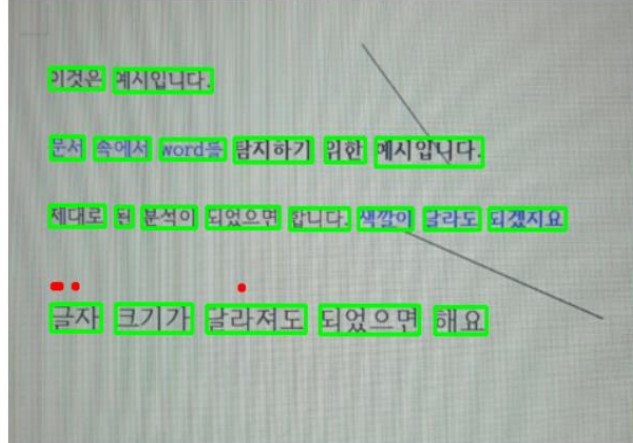 이것은 예시입니다.
문서 속에서 word를 탐지하기 위한 예시입니다.
제대로 된 분석이 되었으면 합니다. 색깔이 달라도 되겠지요
글자 크기가 달라져도 되었으면 해요